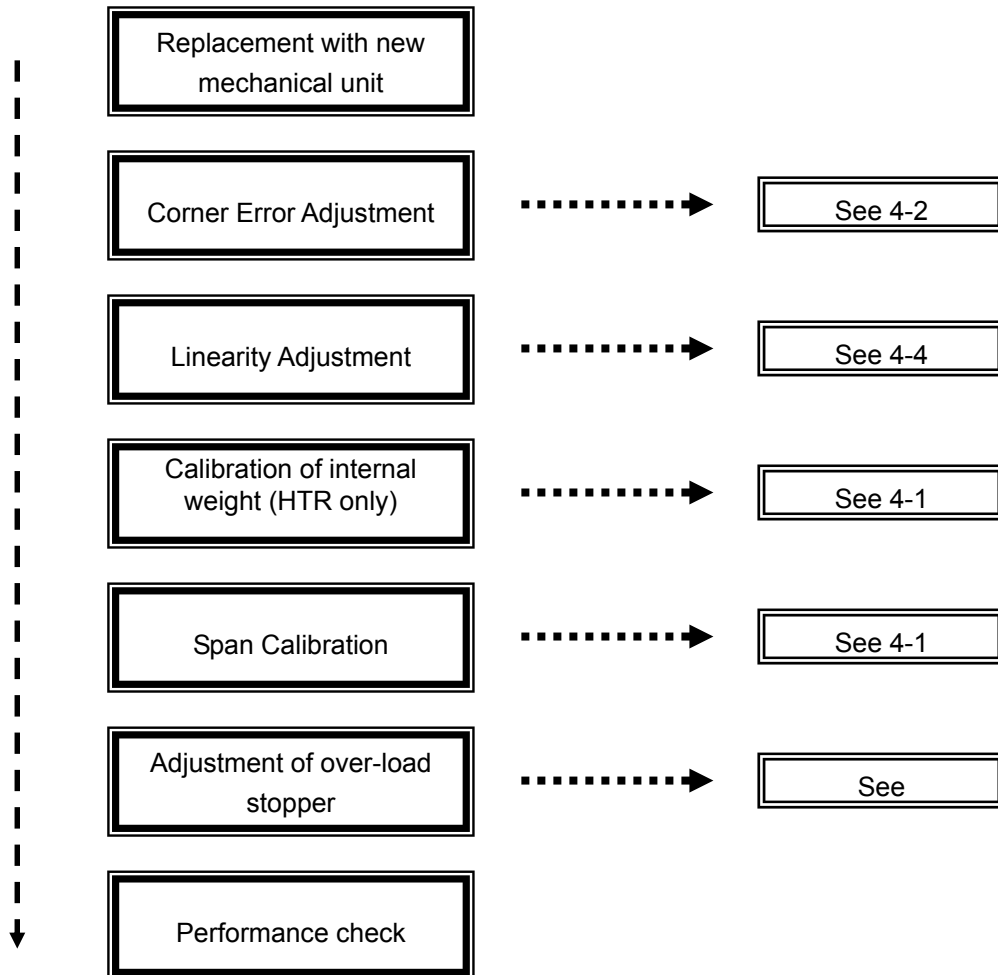 Replacement with new
mechanical unit
Corner Error Adjustment
See 4-2
Linearity Adjustment
See 4-4
Calibration of internal
weight (HTR only)
See 4-1
Span Calibration
See 4-1
Adjustment of over-load
stopper
See
Performance check